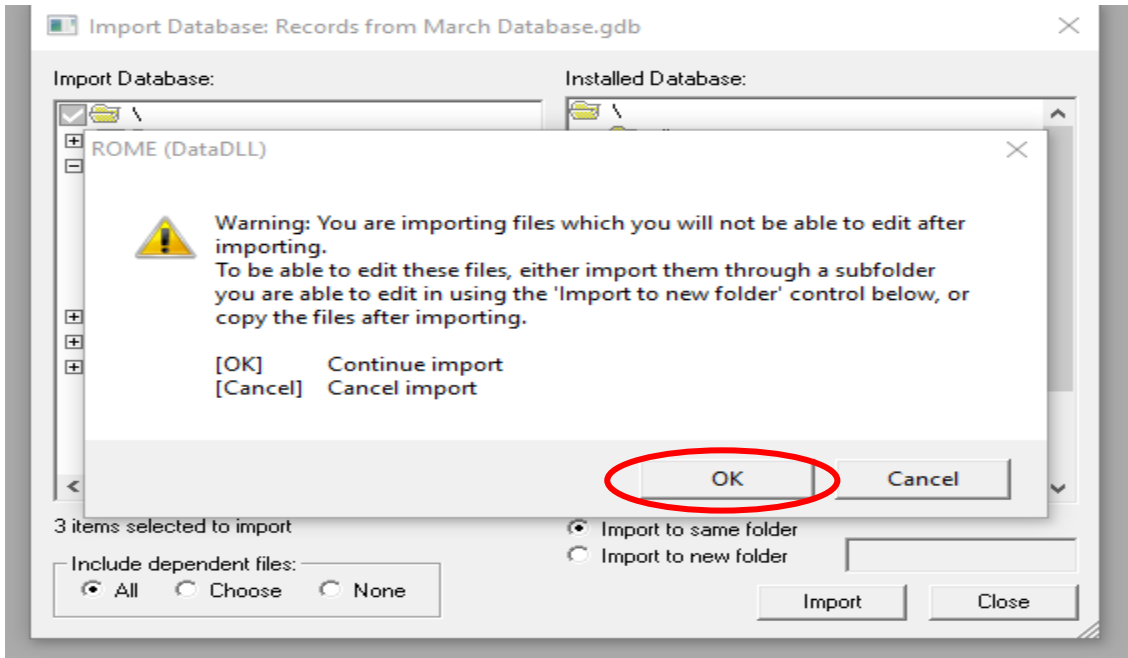 Import Database: Records from March Database.gdb
Import Database:
Installed Database:
\
\
ROME (DataDLL)
Warning: You are importing files which you will not be able to edit after
importing.
To be able to edit these files, either import them through a subfolder
you are able to edit in using the 'Import to new folder' control below, or
copy the files after importing.
[OK] Continue import
[Cancel] Cancel import
OK
Cancel
3 items selected to import
Import to same folder
Import to new folder
Include dependent files:
All
Choose
None
Import
Close